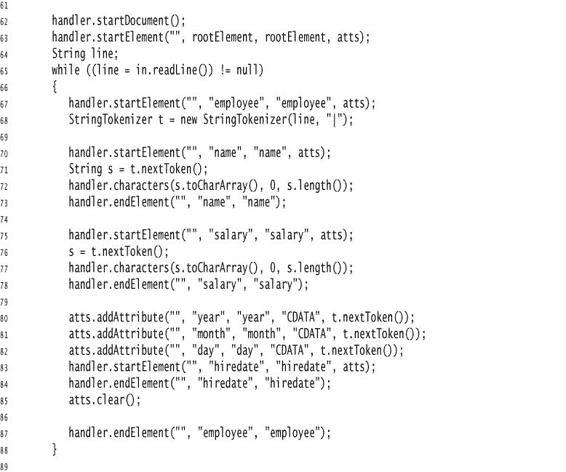 61
62 handler.startDocument();
63 handler.startElement("", rootElement, rootElement, atts);
64 String line;
65 while ((line = in.readLine()) != null)
66 {
67 handler.startElement("", "employee", "employee", atts);
68 StringTokenizer t = new StringTokenizer(line, "|");
69
70 handler.startElement("", "name", "name", atts);
71 String s = t.nextToken();
72 handler.characters(s.toCharArray(), 0, s.length());
73 handler.endElement("", "name", "name");
74
75 handler.startElement("", "salary", "salary", atts);
76 s = t.nextToken();
77 handler.characters(s.toCharArray(), 0, s.length());
78 handler.endElement("", "salary", "salary");
79
80 atts.addAttribute("", "year", "year", "CDATA", t.nextToken());
81 atts.addAttribute("", "month", "month", "CDATA", t.nextToken());
82 atts.addAttribute("", "day", "day", "CDATA", t.nextToken());
83 handler.startElement("", "hiredate", "hiredate", atts);
84 handler.endElement("", "hiredate", "hiredate");
85 atts.clear();
86
87 handler.endElement("", "employee", "employee");
88 }
89